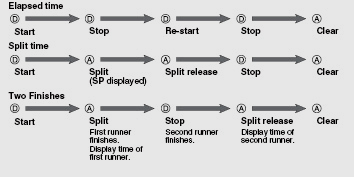 Elapsed time
Ⓓ Ⓓ Ⓓ Ⓓ Ⓐ
Start Stop Re-start Stop Clear
Split time
Ⓓ Ⓐ Ⓐ Ⓓ Ⓐ
Start Split Split release Stop Clear
(SP displayed)
Two Finishes
Ⓓ Ⓐ Ⓓ Ⓐ Ⓐ
Start Split Stop Split release Clear
First runner Second runner Display time of
finishes. finishes. second runner.
Display time of
first runner.